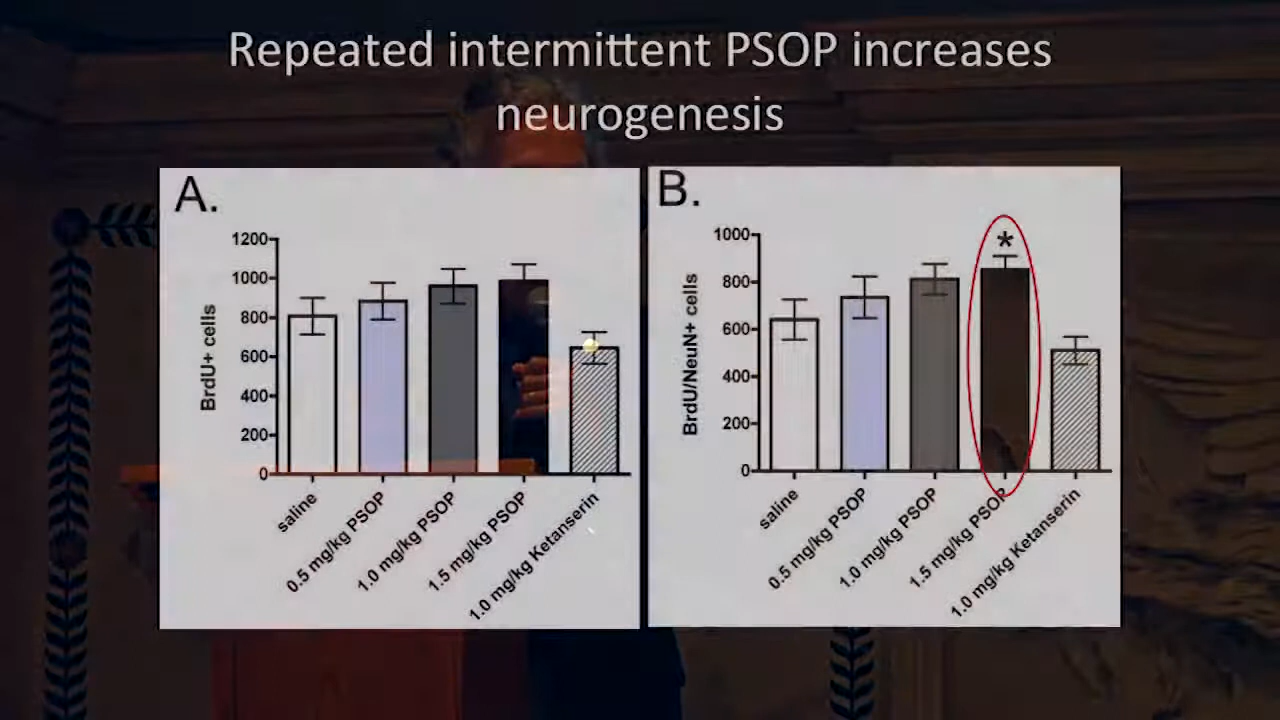 Repeated intermittent PSOP increases
neurogenesis
A.
1200
1000
800
600
400
200
0
BrdU+ cells
saline
0.5 mg/kg PSOP
1.0 mg/kg PSOP
1.5 mg/kg PSOP
1.0 mg/kg Ketanserin
B.
*
1000
800
600
400
200
0
BrdU/NeuN+ cells
saline
0.5 mg/kg PSOP
1.0 mg/kg PSOP
1.5 mg/kg PSOP
1.0 mg/kg Ketanserin